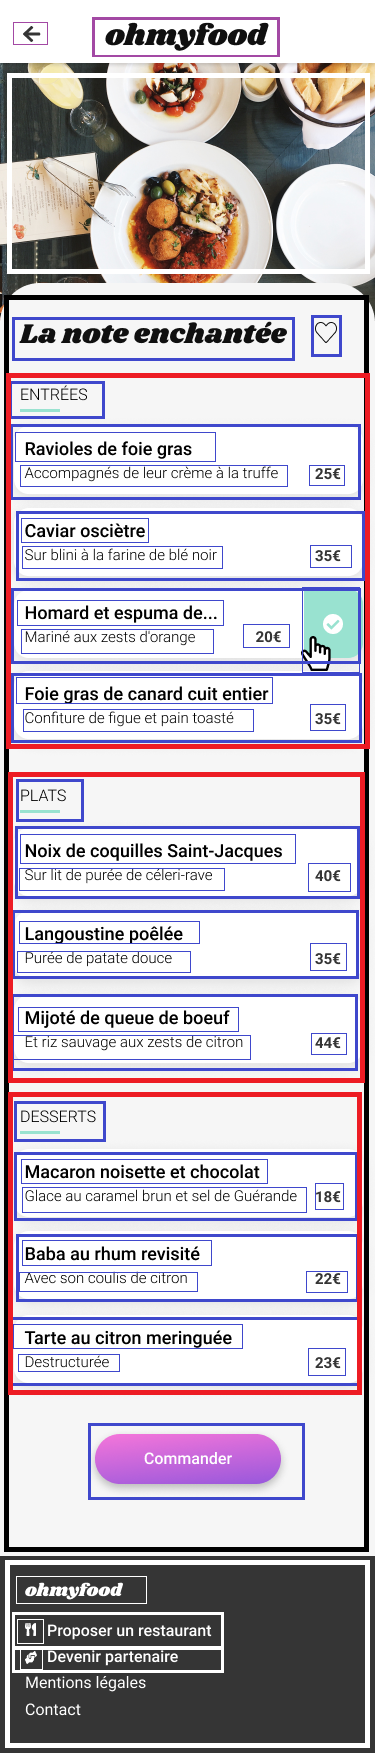 ohmyfood
La note enchantée
ENTRÉES
Ravioles de foie gras
Accompagnés de leur crème à la truffe 25€
Caviar osciètre
Sur blini à la farine de blé noir 35€
Homard et espuma de...
Mariné aux zests d'orange 20€
Foie gras de canard cuit entier
Confiture de figue et pain toasté 35€
PLATS
Noix de coquilles Saint-Jacques
Sur lit de purée de céleri-rave 40€
Langoustine poêlée
Purée de patate douce 35€
Mijoté de queue de boeuf
Et riz sauvage aux zests de citron 44€
DESSERTS
Macaron noisette et chocolat
Glace au caramel brun et sel de Guérande 18€
Baba au rhum revisité
Avec son coulis de citron 22€
Tarte au citron meringuée
Destructurée 23€
Commander
ohmyfood
Proposer un restaurant
Devenir partenaire
Mentions légales
Contact